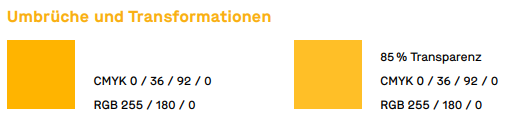 Umbrüche und Transformationen
CMYK 0 / 36 / 92 / 0
RGB 255 / 180 / 0
85 % Transparenz
CMYK 0 / 36 / 92 / 0
RGB 255 / 180 / 0